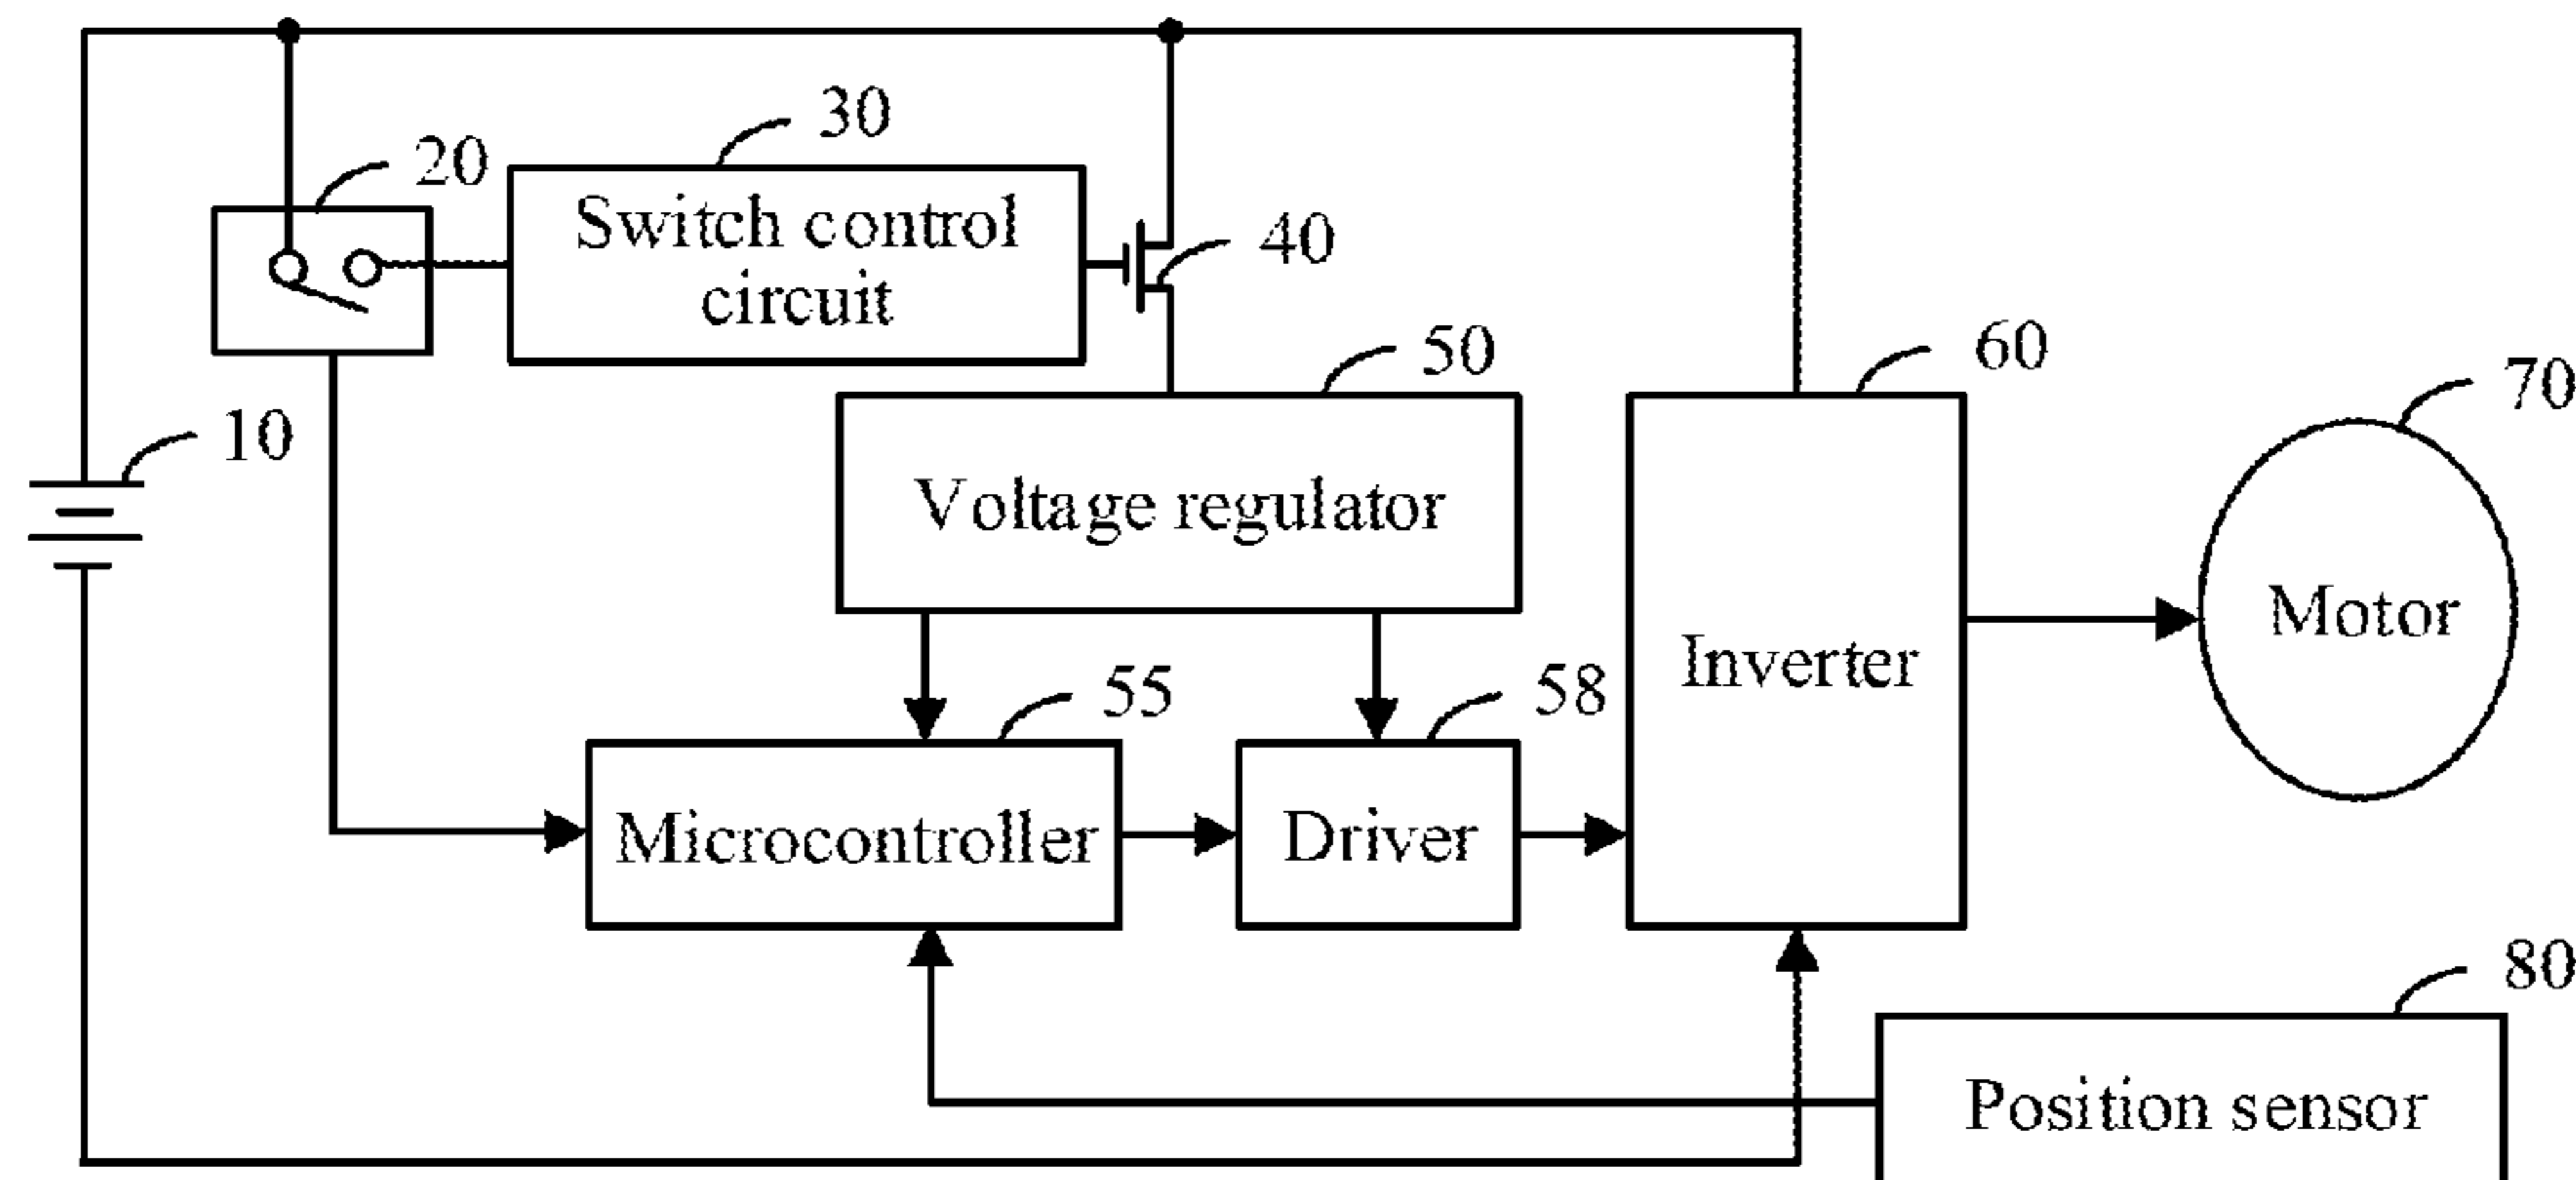 30
20
Switch control
circuit
40
50
60
70
10
Voltage regulator
Motor
Inverter
55
58
Microcontroller
Driver
80
Position sensor